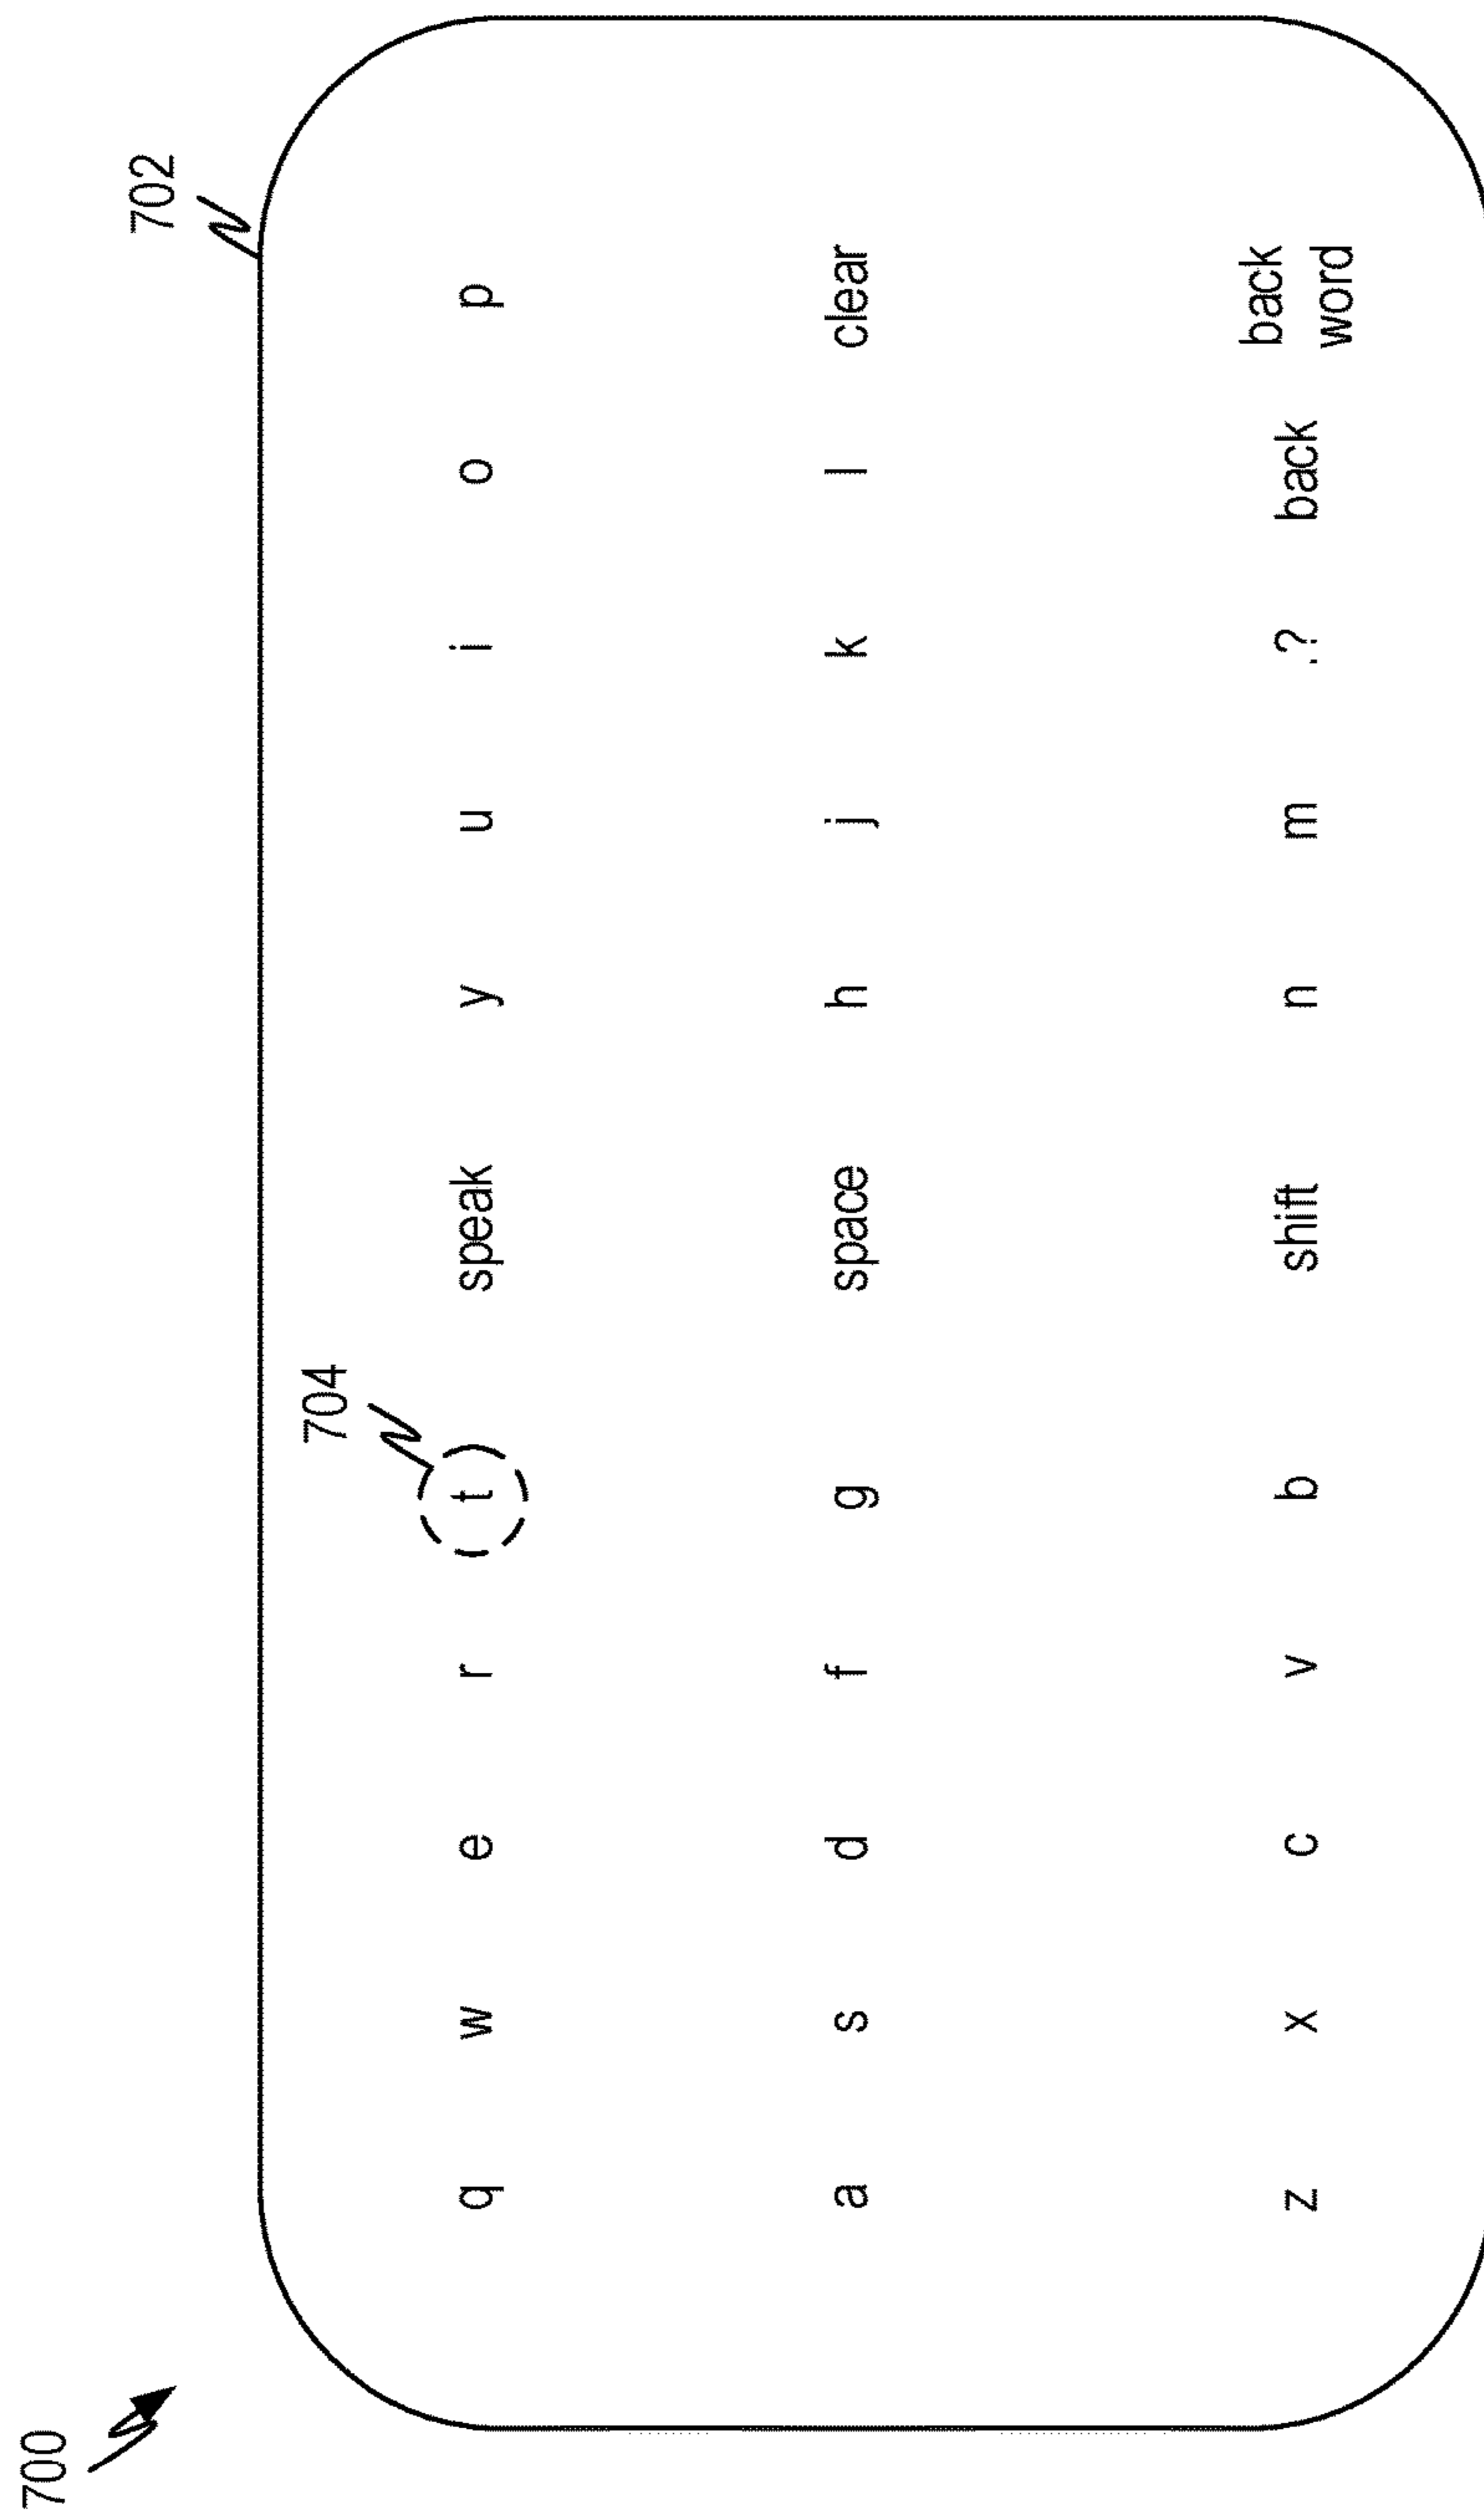 700
702
704
q w e r t speak y u i o p
a s d f g space h j k l clear
z x c v b shift n m .? back back
word